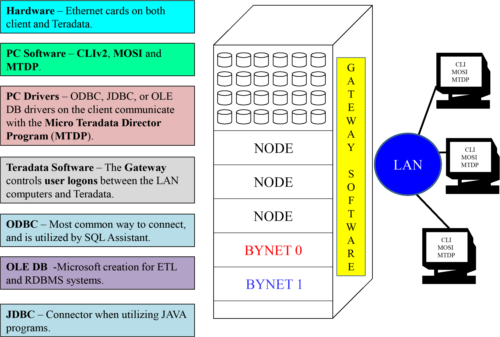 Hardware – Ethernet cards on both
client and Teradata.
PC Software – CLIv2, MOSI and
MTDP.
PC Drivers – ODBC, JDBC, or OLE
DB drivers on the client communicate
with the Micro Teradata Director
Program (MTDP).
Teradata Software – The Gateway
controls user logons between the LAN
computers and Teradata.
ODBC – Most common way to connect,
and is utilized by SQL Assistant.
OLE DB -Microsoft creation for ETL
and RDBMS systems.
JDBC – Connector when utilizing JAVA
programs.
NODE
NODE
NODE
BYNET 0
BYNET 1
GATEWAY SOFTWARE
LAN
CLI
MOSI
MTDP
CLI
MOSI
MTDP
CLI
MOSI
MTDP